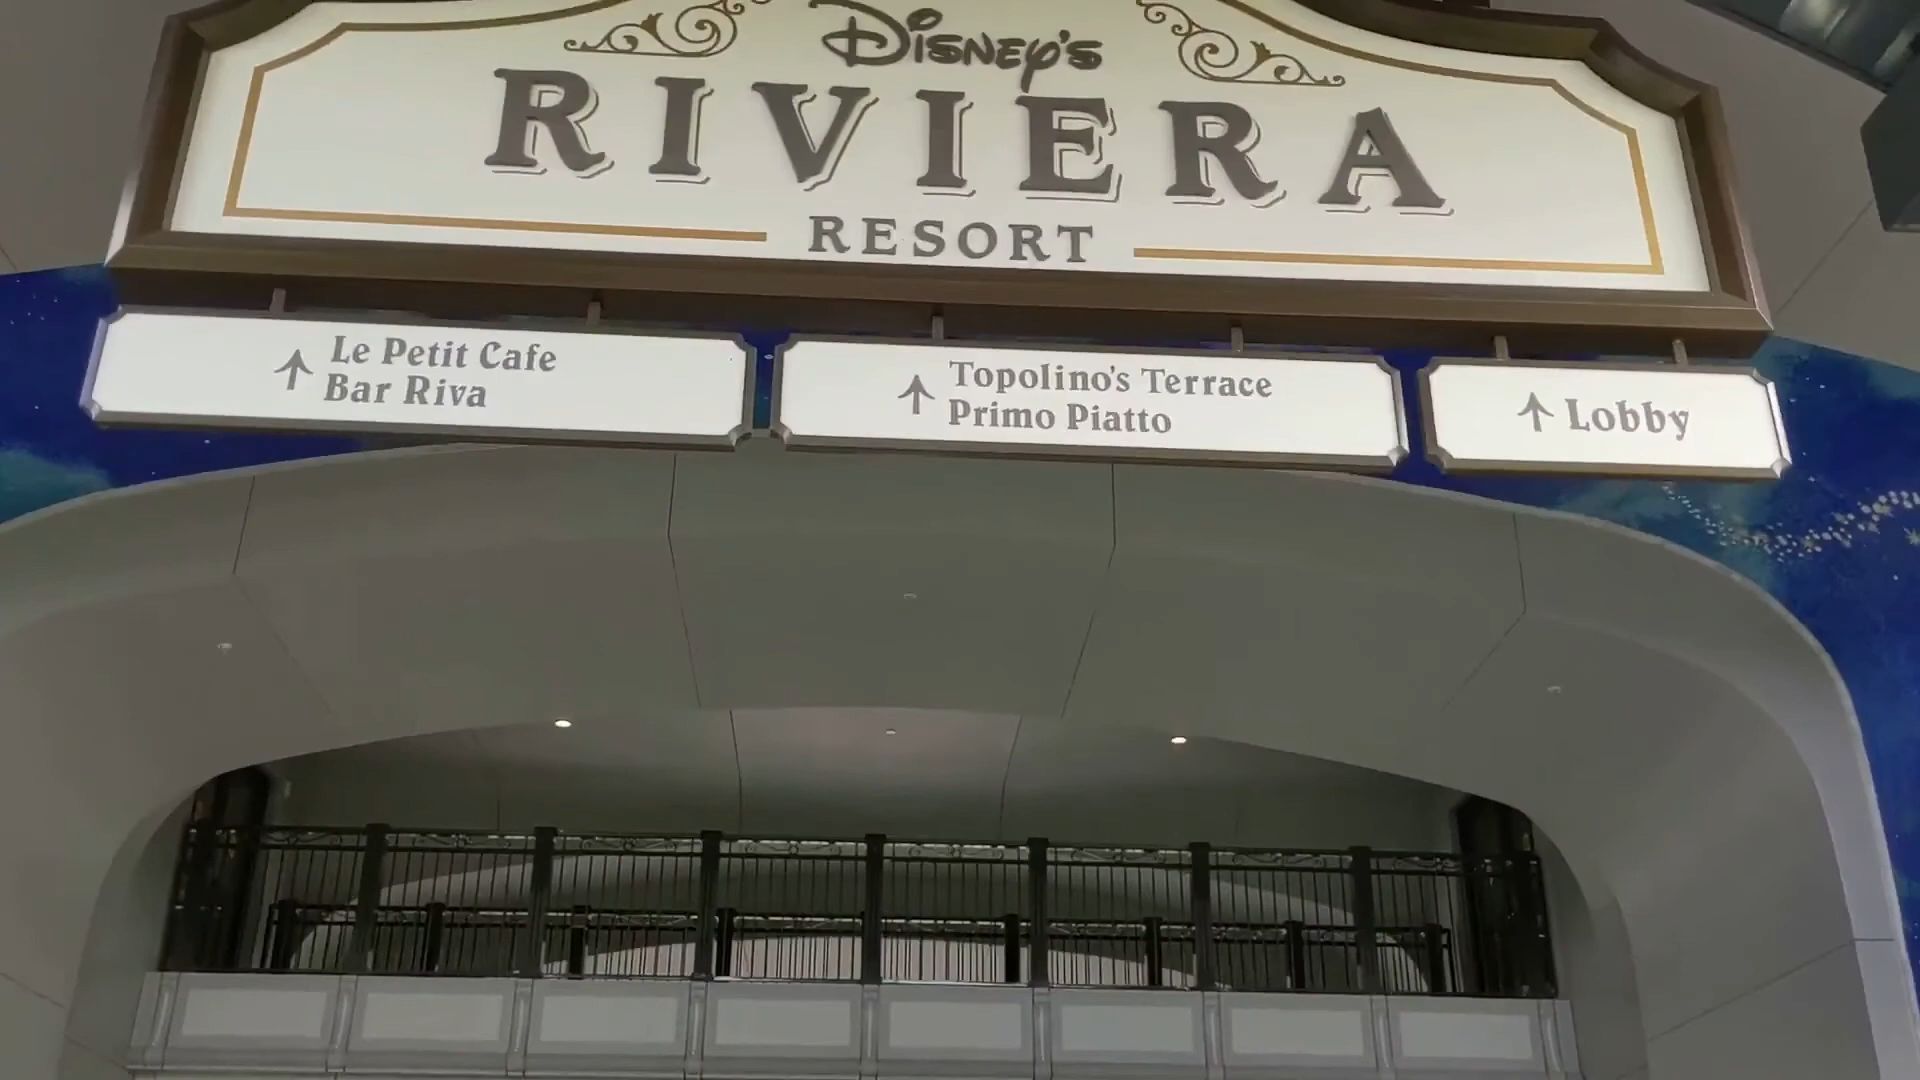 Disney's
RIVIERA
RESORT
Le Petit Cafe
Bar Riva
Topolino's Terrace
Primo Piatto
Lobby